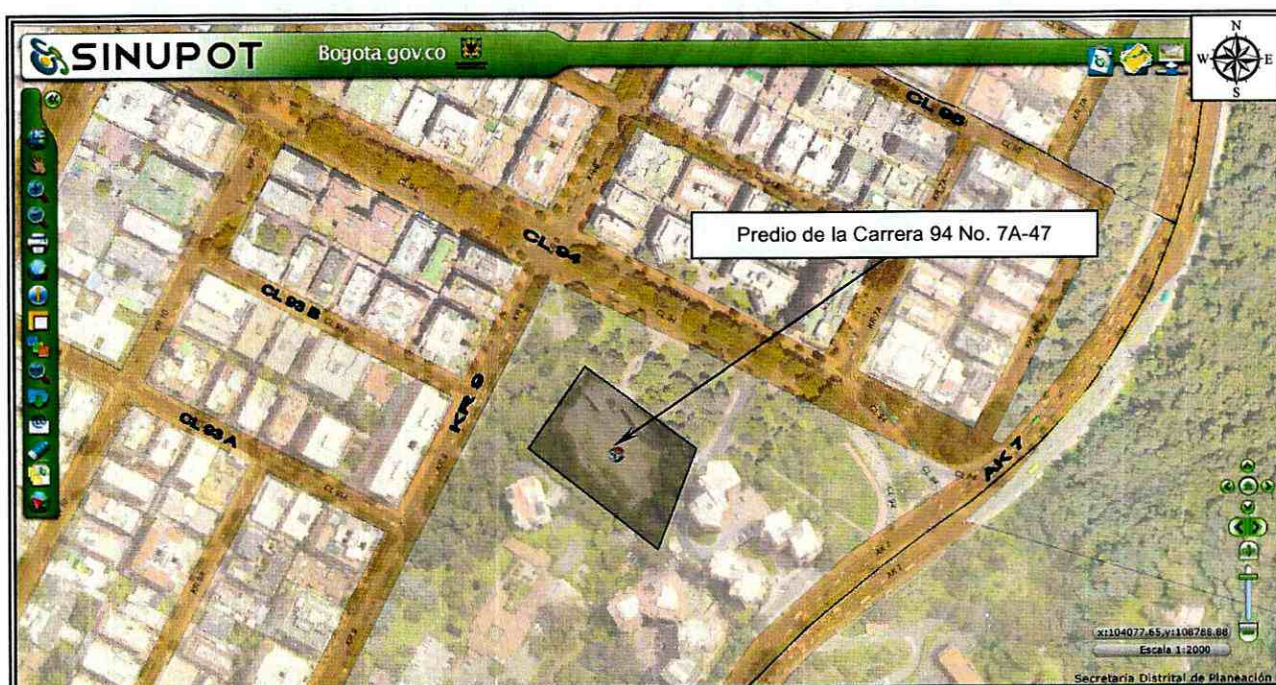 SINUPOT
Bogota.gov.co
N
W E
S
CL 95
Predio de la Carrera 94 No. 7A-47
CL 94
CL 93 B
KR 9
CL 93 A
AK 7
x:104077.65,y:108788.88
Escala 1:2000
Secretaría Distrital de Planeación